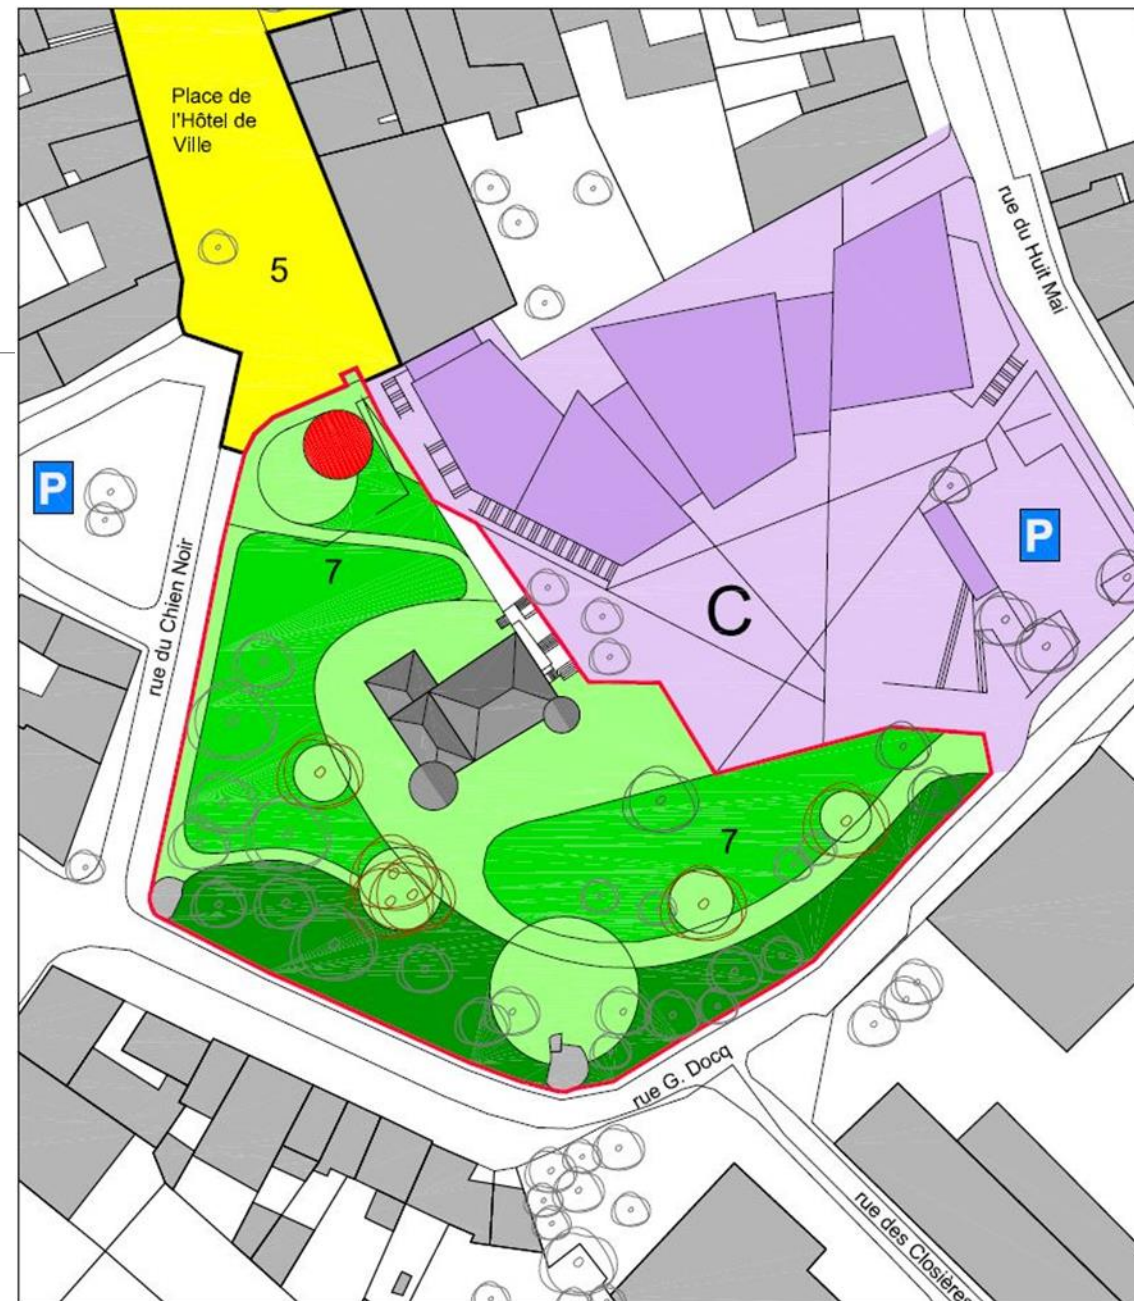 Place de
l'Hôtel de
Ville
5
rue du Huit Mai
P
P
7
rue du Chien Noir
C
7
rue G. Docq
rue des Closières